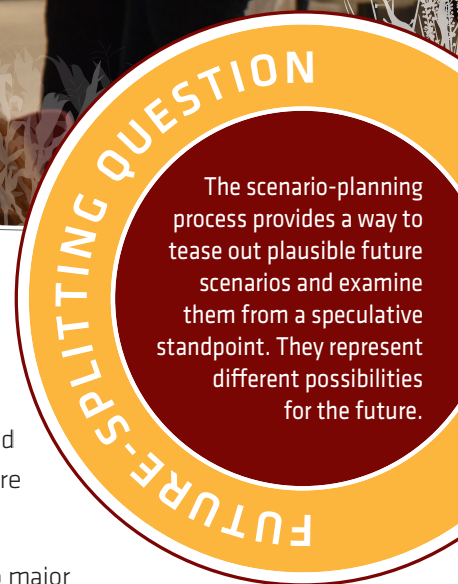 FUTURE-SPLITTING QUESTION
The scenario-planning
process provides a way to
tease out plausible future
scenarios and examine
them from a speculative
standpoint. They represent
different possibilities
for the future.
major